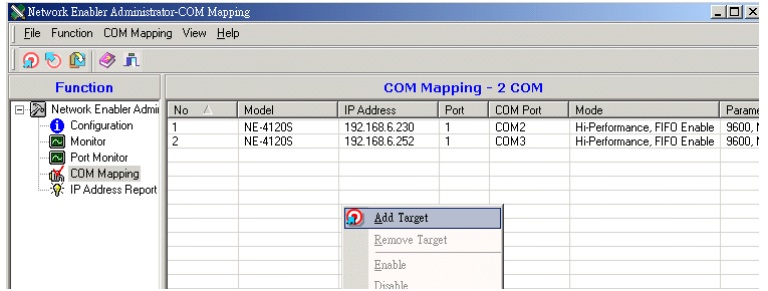 Network Enabler Administrator-COM Mapping
File Function COM Mapping View Help
Function
COM Mapping - 2 COM
Network Enabler Admi
Configuration
Monitor
Port Monitor
COM Mapping
IP Address Report
No Model IP Address Port COM Port Mode Parame
1 NE-4120S 192.168.6.230 1 COM2 Hi-Performance, FIFO Enable 9600,
2 NE-4120S 192.168.6.252 1 COM3 Hi-Performance, FIFO Enable 9600,
Add Target
Remove Target
Enable
Disable